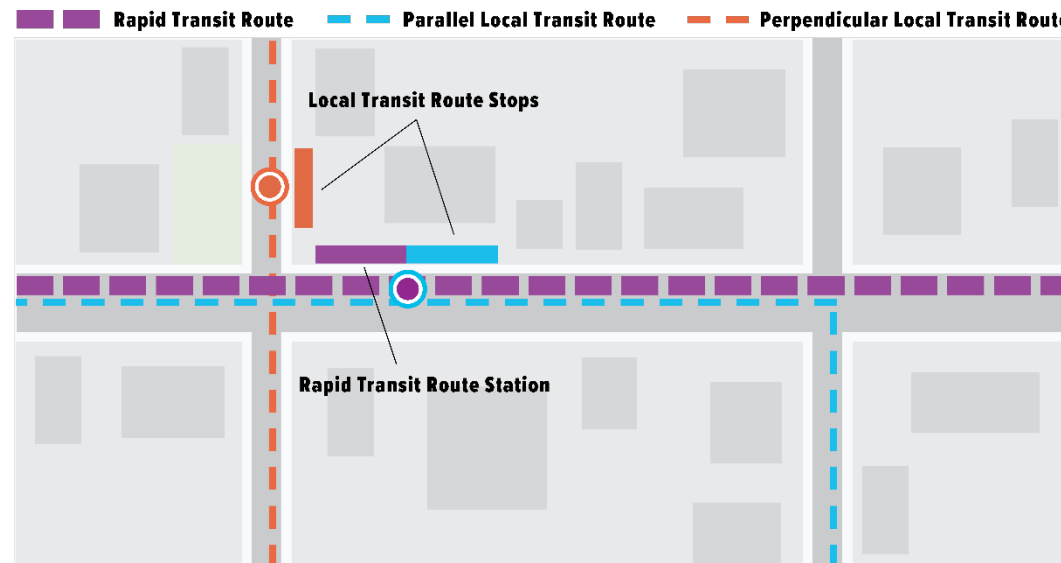 Rapid Transit Route
Parallel Local Transit Route
Perpendicular Local Transit Route
Local Transit Route Stops
Rapid Transit Route Station